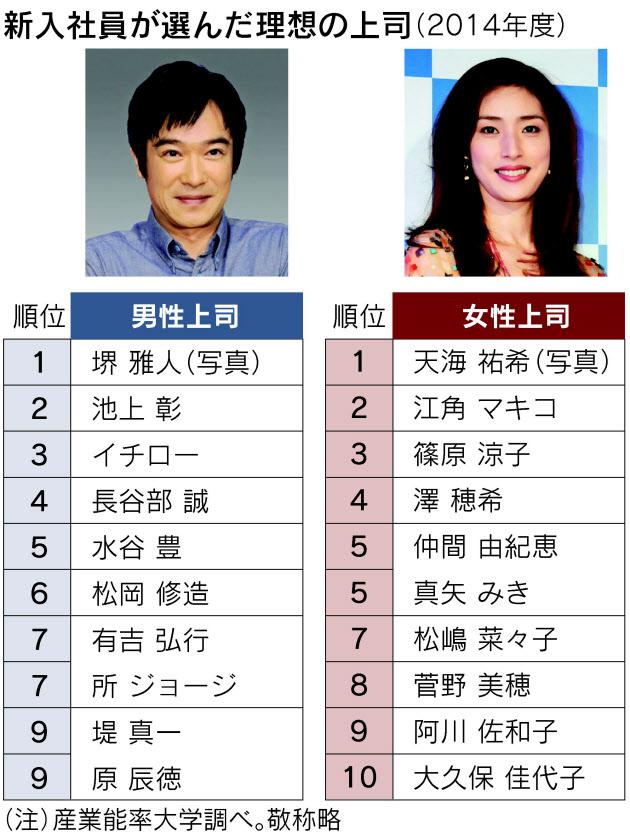 新入社員が選んだ理想の上司(2014年度)
順位 男性上司
1 堺 雅人(写真)
2 池上 彰
3 イチロー
4 長谷部 誠
5 水谷 豊
6 松岡 修造
7 有吉 弘行
7 所 ジョージ
9 堤 真一
9 原 辰徳
順位 女性上司
1 天海 祐希(写真)
2 江角 マキコ
3 篠原 涼子
4 澤 穂希
5 仲間 由紀恵
5 真矢 みき
7 松嶋 菜々子
8 菅野 美穂
9 阿川 佐和子
10 大久保 佳代子
(注)産業能率大学調べ。敬称略